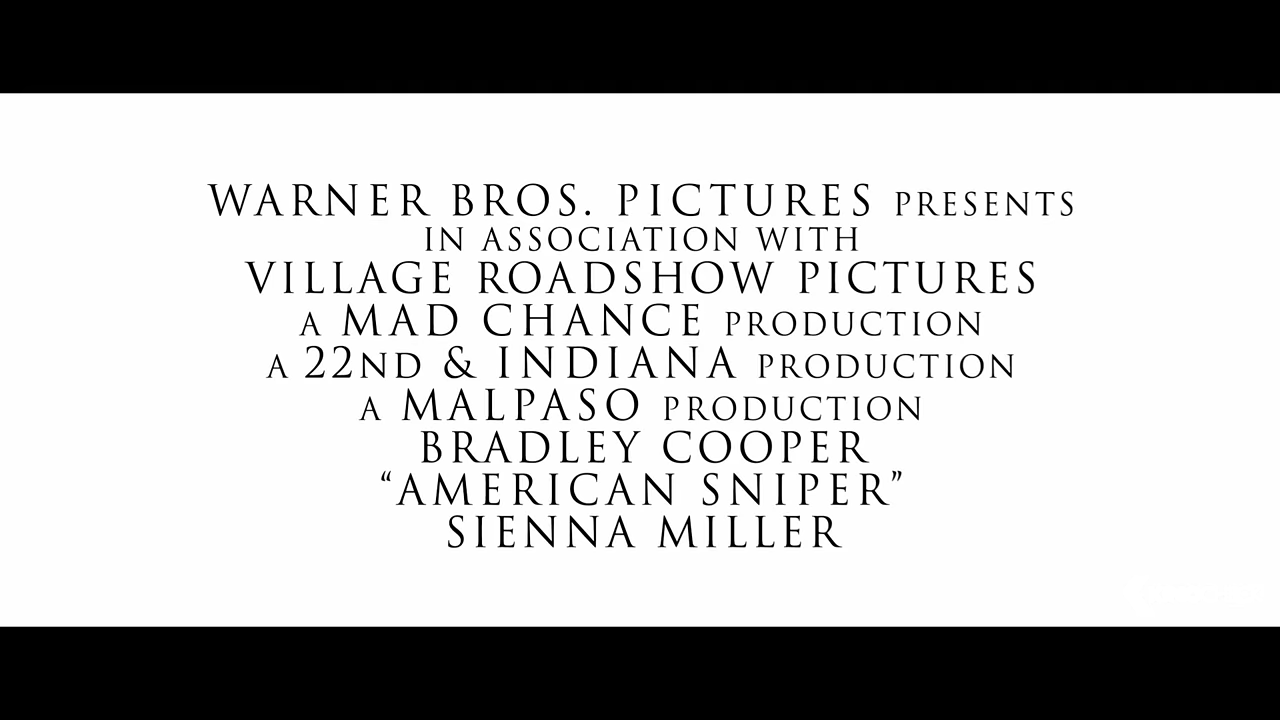 WARNER BROS. PICTURES PRESENTS
IN ASSOCIATION WITH
VILLAGE ROADSHOW PICTURES
A MAD CHANCE PRODUCTION
A 22ND & INDIANA PRODUCTION
A MALPASO PRODUCTION
BRADLEY COOPER
“AMERICAN SNIPER”
SIENNA MILLER